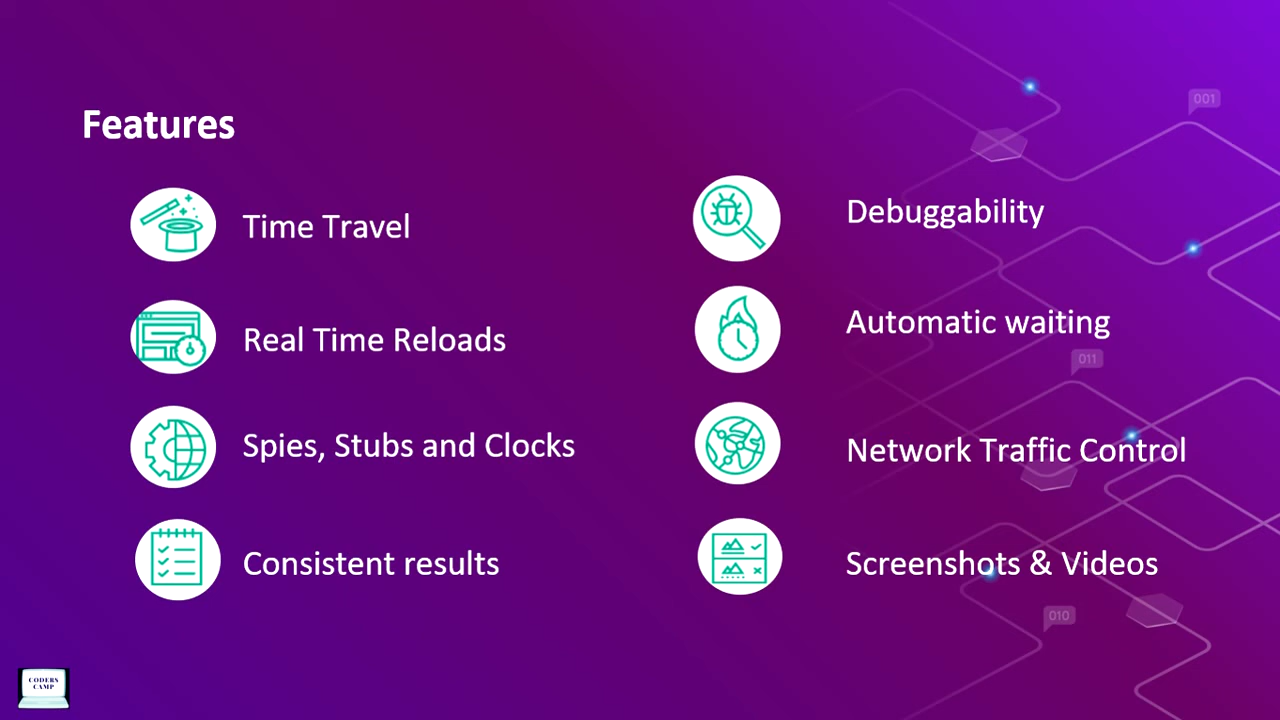 Features
Time Travel
Real Time Reloads
Spies, Stubs and Clocks
Consistent results
Debuggability
Automatic waiting
Network Traffic Control
Screenshots & Videos
001
011
010
CODERS
CAMP